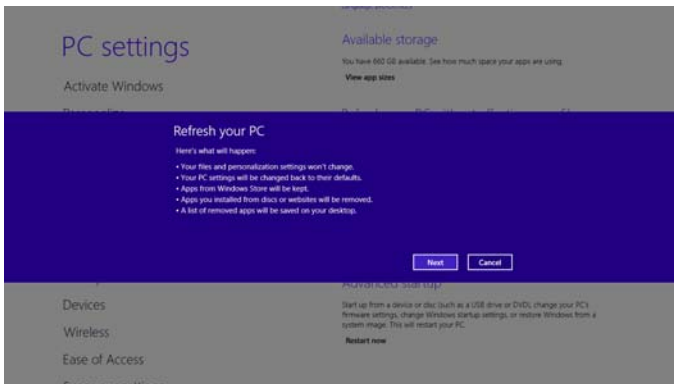 PC settings
Activate Windows
Available storage
You have 660 GB available. See how much space your apps are using.
View app sizes
Refresh your PC
Here's what will happen:
• Your files and personalization settings won't change.
• Your PC settings will be changed back to their defaults.
• Apps from Windows Store will be kept.
• Apps you installed from discs or websites will be removed.
• A list of removed apps will be saved on your desktop.
Next
Cancel
Devices
Wireless
Ease of Access
Advanced startup
Start up from a device or disc (such as a USB drive or DVD), change your PC's
firmware settings, change Windows startup settings, or restore Windows from a
system image. This will restart your PC.
Restart now